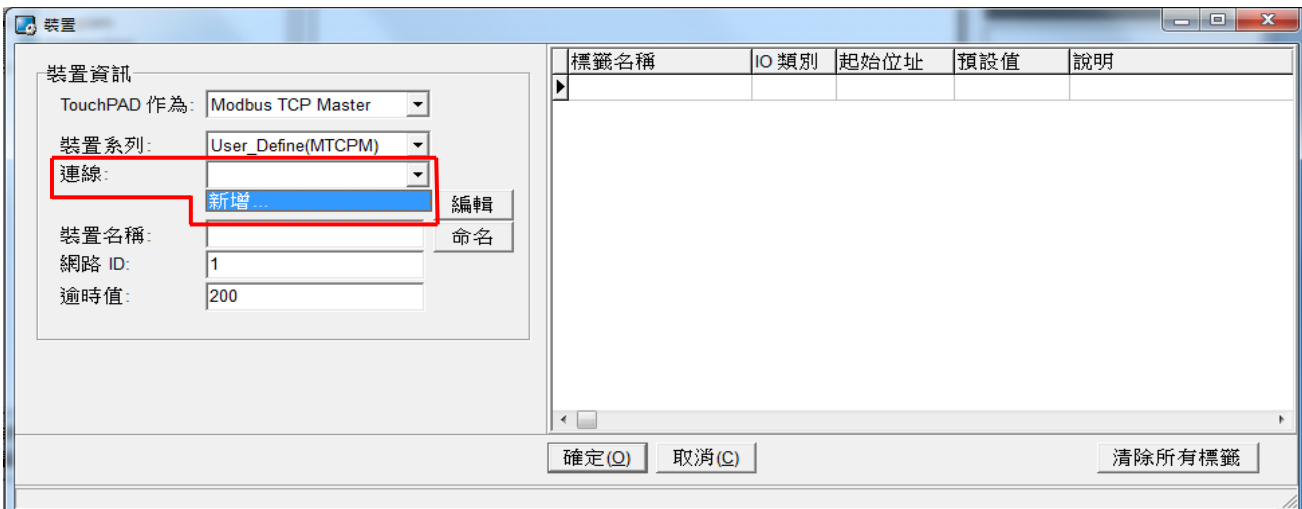 裝置
裝置資訊
TouchPAD 作為: Modbus TCP Master
裝置系列: User_Define(MTCPM)
連線:
新增...
編輯
裝置名稱:
命名
網路 ID: 1
逾時值: 200
標籤名稱 IO 類別 起始位址 預設值 說明
確定(O) 取消(C) 清除所有標籤